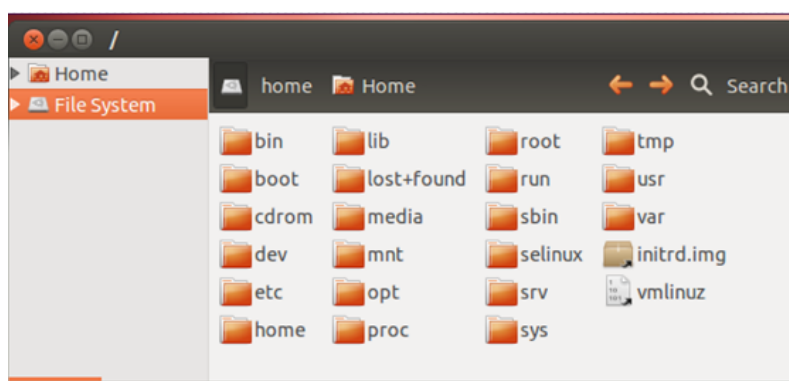 /
Home
File System
home Home Search
bin lib root tmp
boot lost+found run usr
cdrom media sbin var
dev mnt selinux initrd.img
etc opt srv vmlinuz
home proc sys